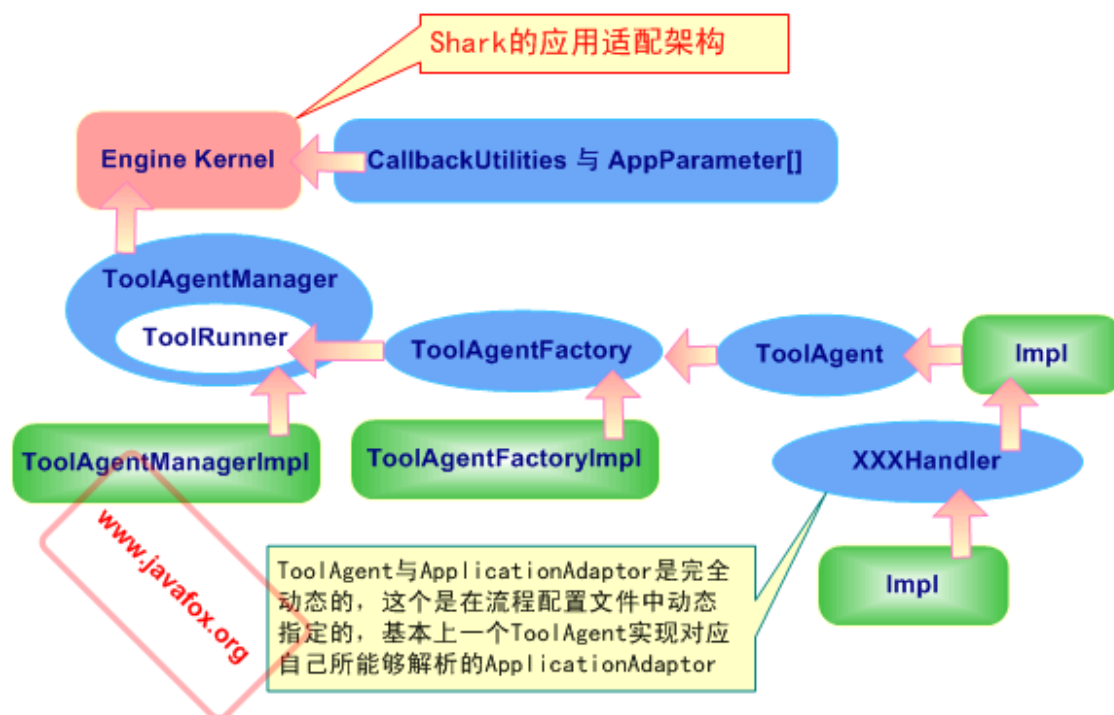 Shark的应用适配架构
Engine Kernel
CallbackUtilities 与 AppParameter[]
ToolAgentManager
ToolRunner
ToolAgentFactory
ToolAgent
Impl
ToolAgentManagerImpl
ToolAgentFactoryImpl
XXXHandler
Impl
www.javafox.org
ToolAgent与ApplicationAdaptor是完全
动态的，这个是在流程配置文件中动态
指定的，基本上一个ToolAgent实现对应
自己所能够解析的ApplicationAdaptor